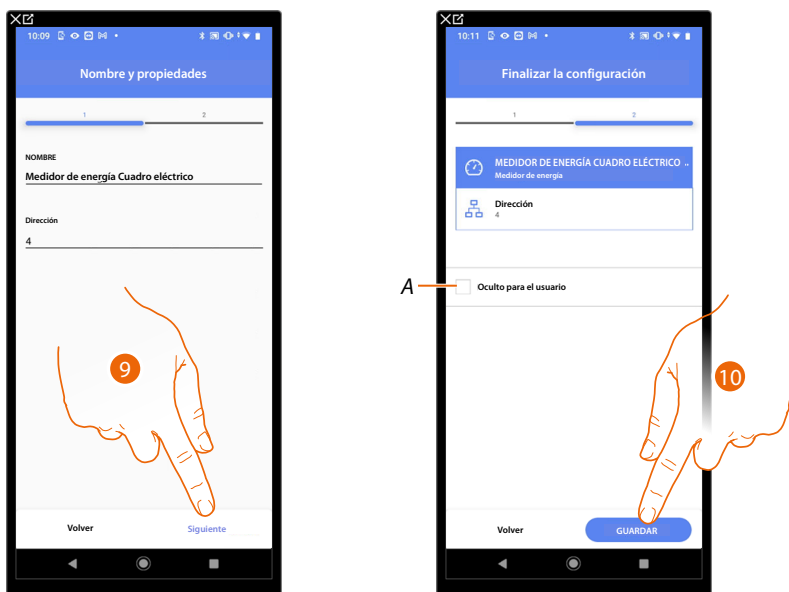 10:09
Nombre y propiedades
1 2
NOMBRE
Medidor de energía Cuadro eléctrico
Dirección
4
9
Volver Siguiente
10:11
Finalizar la configuración
1 2
MEDIDOR DE ENERGÍA CUADRO ELÉCTRICO ..
Medidor de energía
Dirección
4
A
Oculto para el usuario
10
Volver GUARDAR